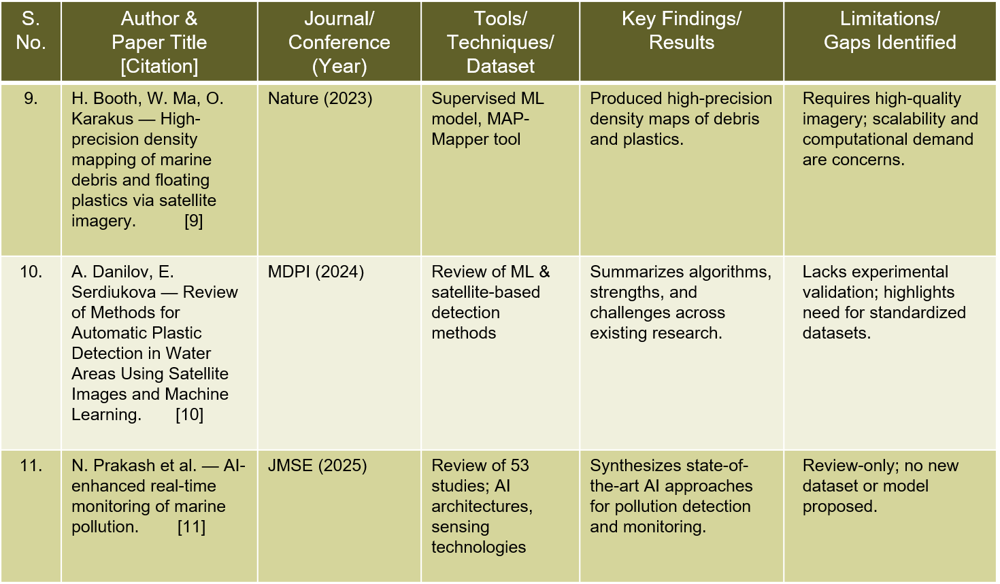 S.
No.
Author &
Paper Title
[Citation]
Journal/
Conference
(Year)
Tools/
Techniques/
Dataset
Key Findings/
Results
Limitations/
Gaps Identified
9.
H. Booth, W. Ma, O.
Karakus — High-
precision density
mapping of marine
debris and floating
plastics via satellite
imagery. [9]
Nature (2023)
Supervised ML
model, MAP-
Mapper tool
Produced high-precision
density maps of debris
and plastics.
Requires high-quality
imagery; scalability and
computational demand
are concerns.
10.
A. Danilov, E.
Serdiukova — Review
of Methods for
Automatic Plastic
Detection in Water
Areas Using Satellite
Images and Machine
Learning. [10]
MDPI (2024)
Review of ML &
satellite-based
detection
methods
Summarizes algorithms,
strengths, and
challenges across
existing research.
Lacks experimental
validation; highlights
need for standardized
datasets.
11.
N. Prakash et al. — AI-
enhanced real-time
monitoring of marine
pollution. [11]
JMSE (2025)
Review of 53
studies; AI
architectures,
sensing
technologies
Synthesizes state-of-
the-art AI approaches
for pollution detection
and monitoring.
Review-only; no new
dataset or model
proposed.